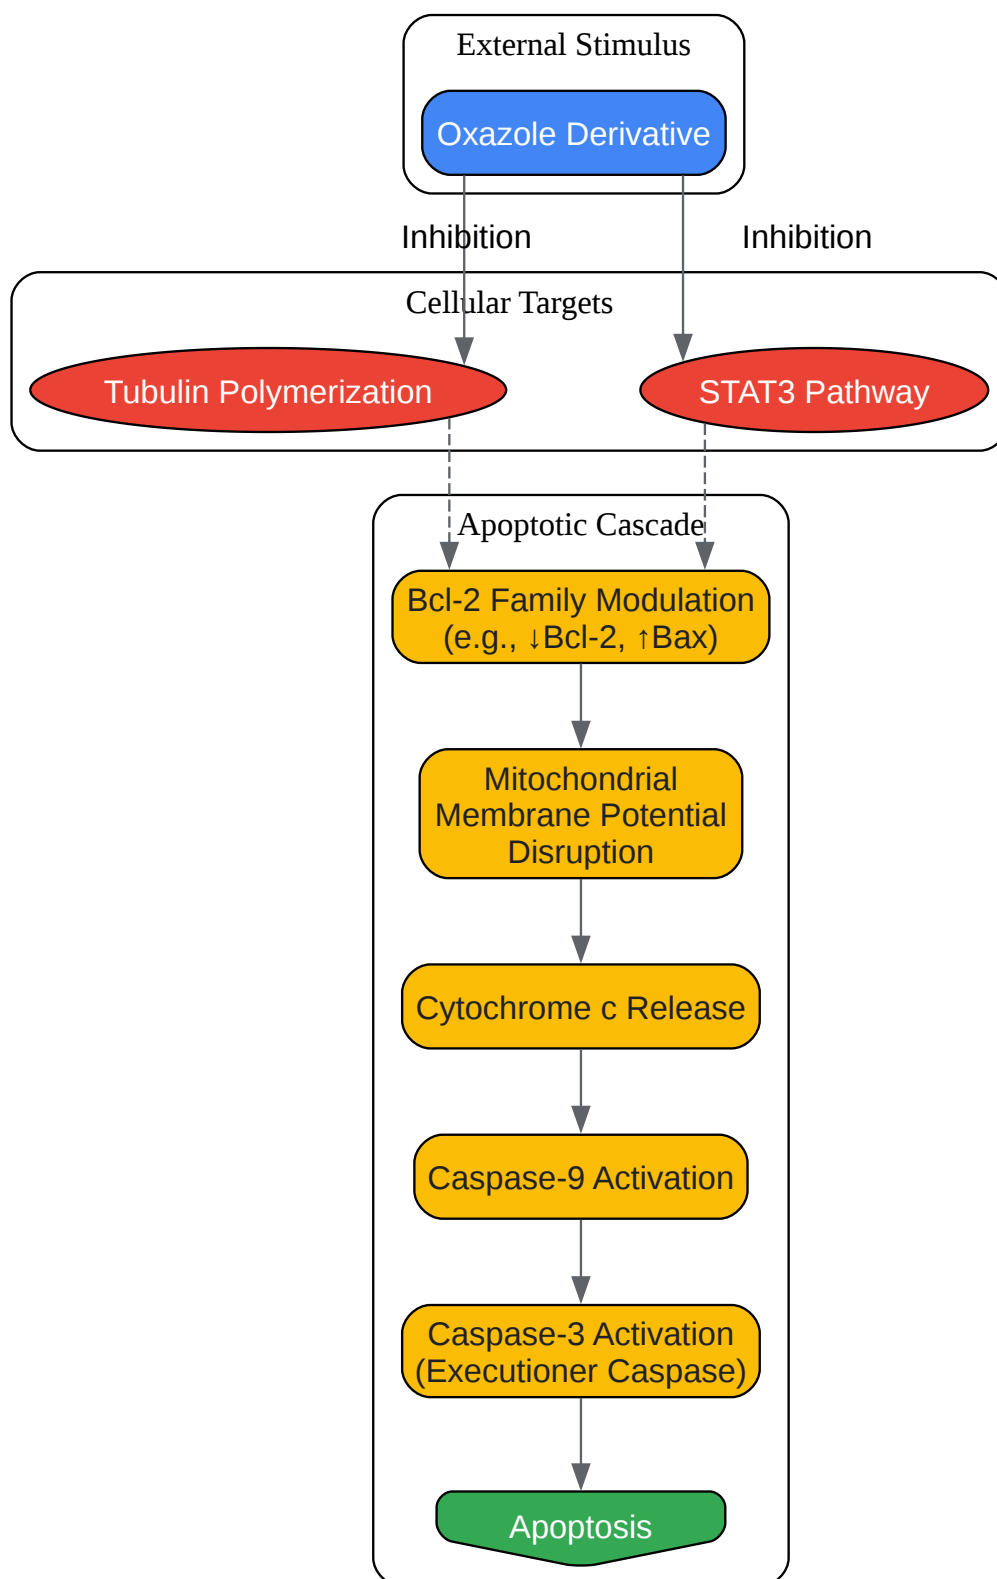 External Stimulus
Oxazole Derivative
Inhibition
Inhibition
Cellular Targets
Tubulin Polymerization
STAT3 Pathway
Apoptotic Cascade
Bcl-2 Family Modulation
(e.g., ↓Bcl-2, ↑Bax)
Mitochondrial
Membrane Potential
Disruption
Cytochrome c Release
Caspase-9 Activation
Caspase-3 Activation
(Executioner Caspase)
Apoptosis